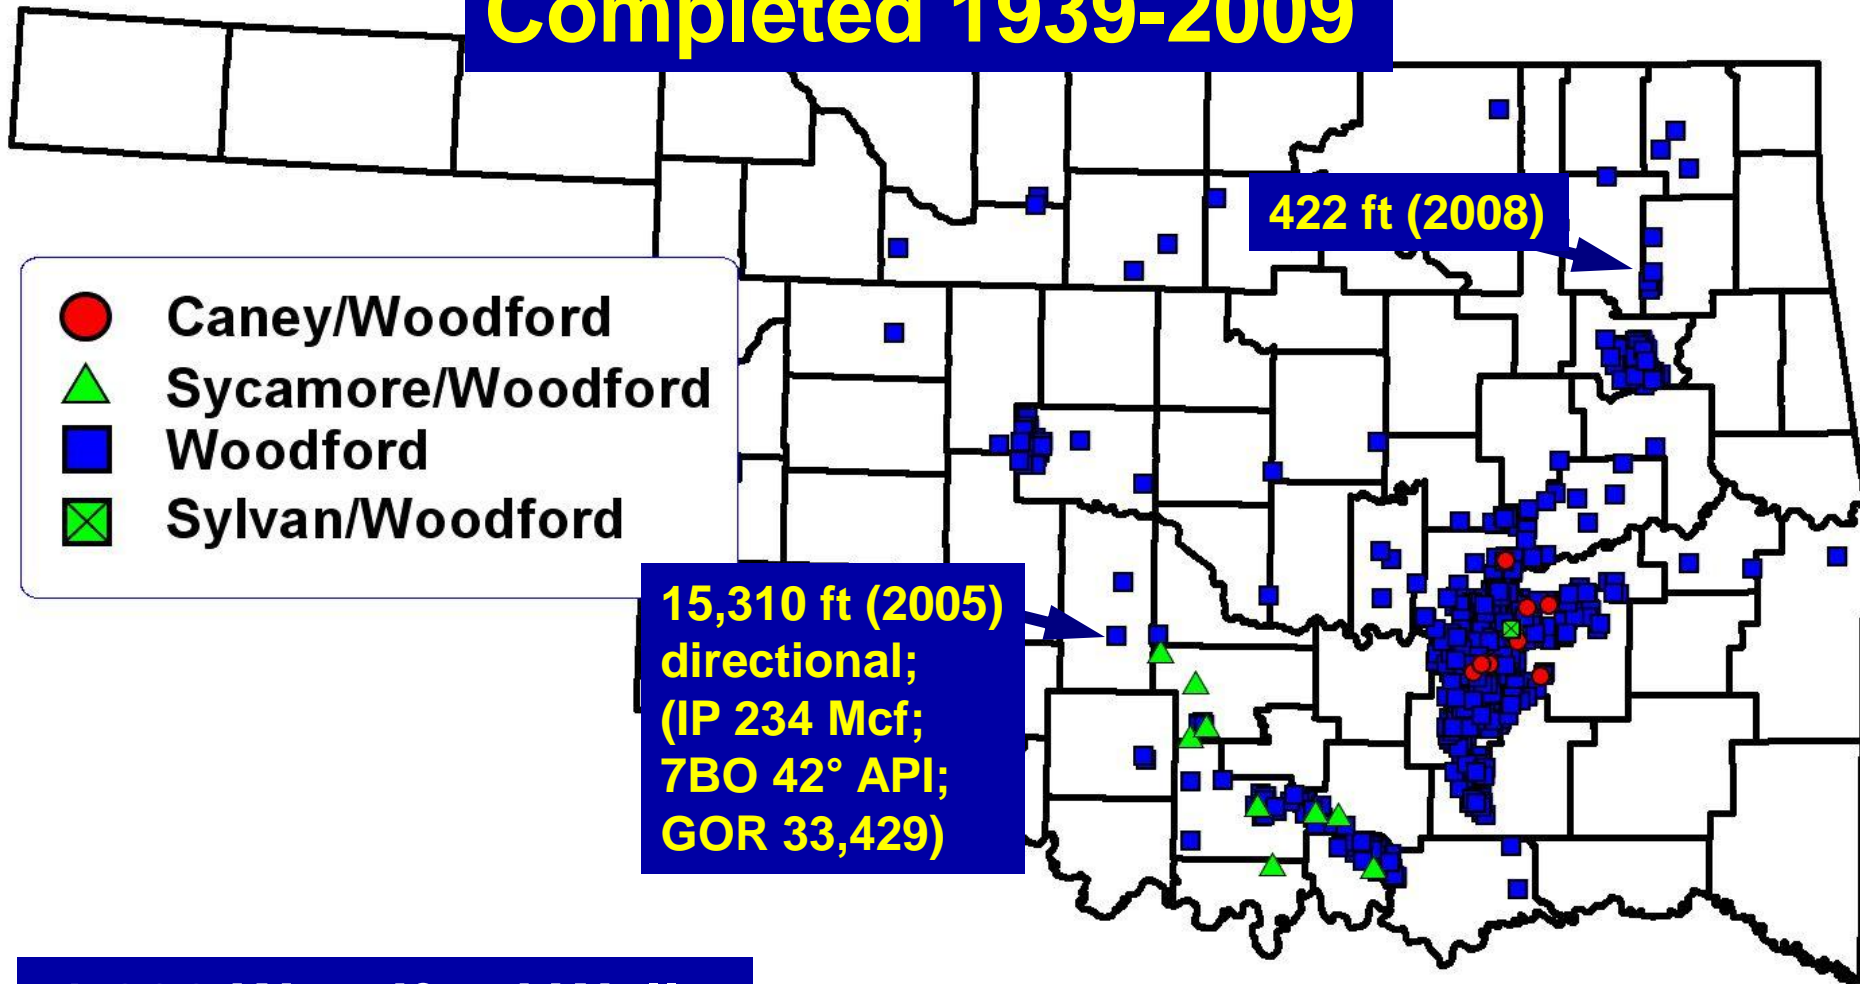 Completed 1939-2009
422 ft (2008)
Caney/Woodford
Sycamore/Woodford
Woodford
Sylvan/Woodford
15,310 ft (2005)
directional;
(IP 234 Mcf;
7BO 42° API;
GOR 33,429)